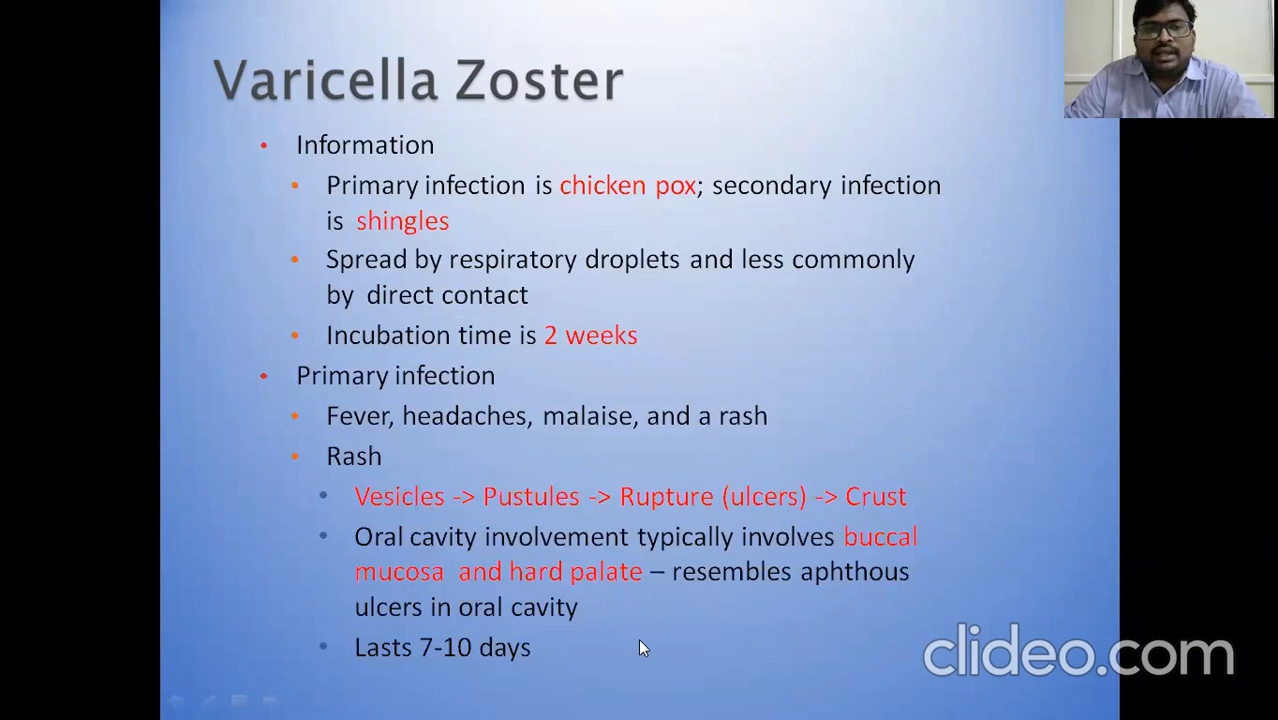 Varicella Zoster
• Information
• Primary infection is chicken pox; secondary infection
is shingles
• Spread by respiratory droplets and less commonly
by direct contact
• Incubation time is 2 weeks
• Primary infection
• Fever, headaches, malaise, and a rash
• Rash
• Vesicles -> Pustules -> Rupture (ulcers) -> Crust
• Oral cavity involvement typically involves buccal
mucosa and hard palate – resembles aphthous
ulcers in oral cavity
• Lasts 7-10 days
clideo.com